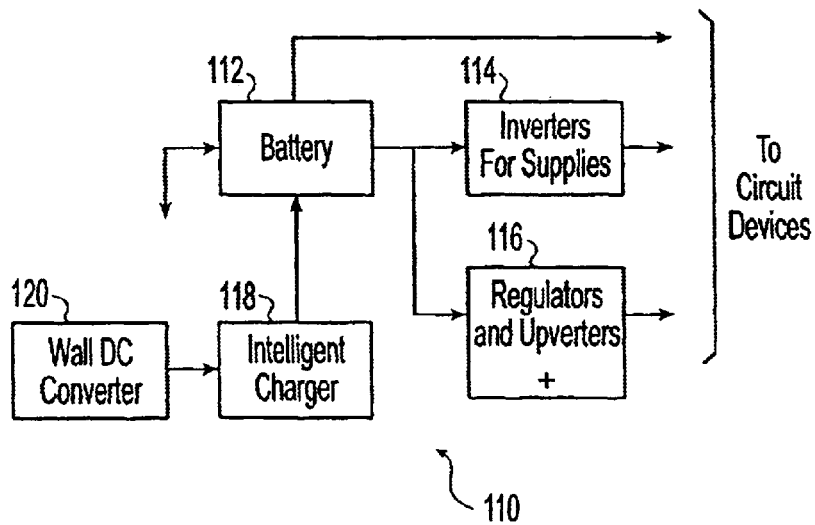 112
Battery
114
Inverters
For Supplies
To
Circuit
Devices
116
Regulators
and Upverters
+
120
Wall DC
Converter
118
Intelligent
Charger
110